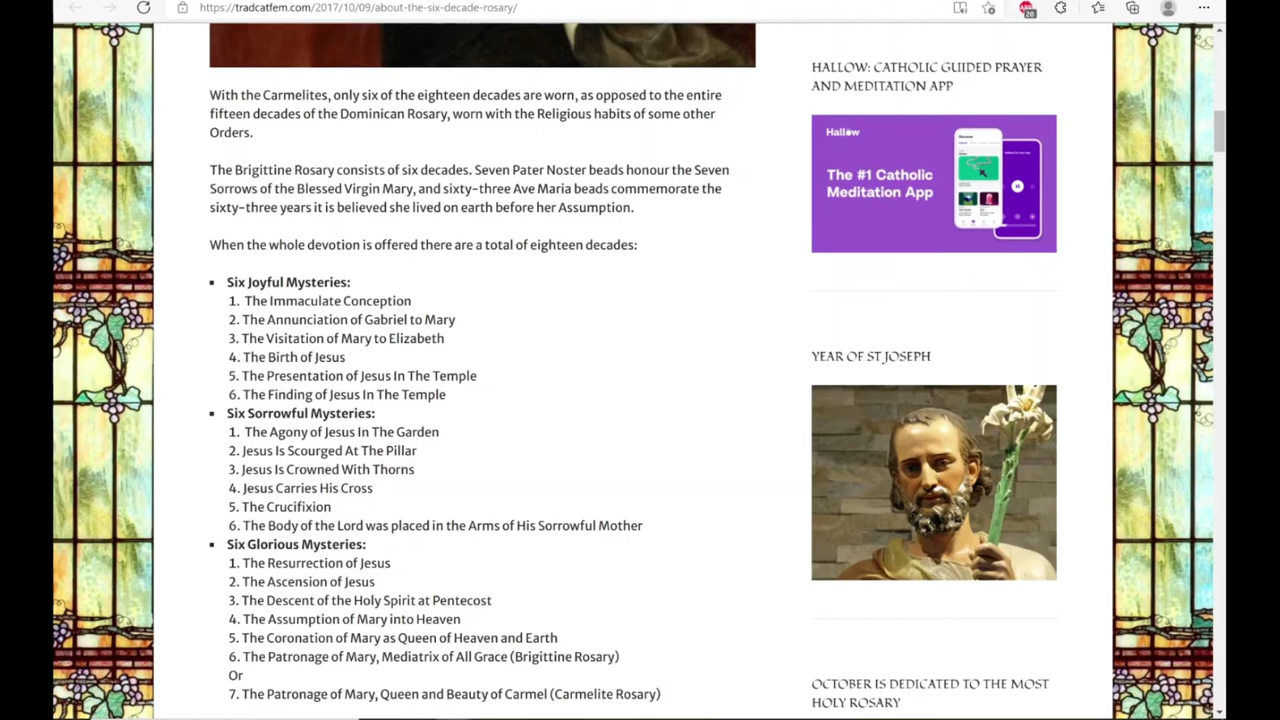 https://tradcatfem.com/2017/10/09/about-the-six-decade-rosary/
20
With the Carmelites, only six of the eighteen decades are worn, as opposed to the entire
fifteen decades of the Dominican Rosary, worn with the Religious habits of some other
Orders.
The Brigittine Rosary consists of six decades. Seven Pater Noster beads honour the Seven
Sorrows of the Blessed Virgin Mary, and sixty-three Ave Maria beads commemorate the
sixty-three years it is believed she lived on earth before her Assumption.
When the whole devotion is offered there are a total of eighteen decades:
▪ Six Joyful Mysteries:
1. The Immaculate Conception
2. The Annunciation of Gabriel to Mary
3. The Visitation of Mary to Elizabeth
4. The Birth of Jesus
5. The Presentation of Jesus In The Temple
6. The Finding of Jesus In The Temple
▪ Six Sorrowful Mysteries:
1. The Agony of Jesus In The Garden
2. Jesus Is Scourged At The Pillar
3. Jesus Is Crowned With Thorns
4. Jesus Carries His Cross
5. The Crucifixion
6. The Body of the Lord was placed in the Arms of His Sorrowful Mother
▪ Six Glorious Mysteries:
1. The Resurrection of Jesus
2. The Ascension of Jesus
3. The Descent of the Holy Spirit at Pentecost
4. The Assumption of Mary into Heaven
5. The Coronation of Mary as Queen of Heaven and Earth
6. The Patronage of Mary, Mediatrix of All Grace (Brigittine Rosary)
Or
7. The Patronage of Mary, Queen and Beauty of Carmel (Carmelite Rosary)
HALLOW: CATHOLIC GUIDED PRAYER
AND MEDITATION APP
Hallow
The #1 Catholic
Meditation App
Discover
YEAR OF ST JOSEPH
OCTOBER IS DEDICATED TO THE MOST
HOLY ROSARY